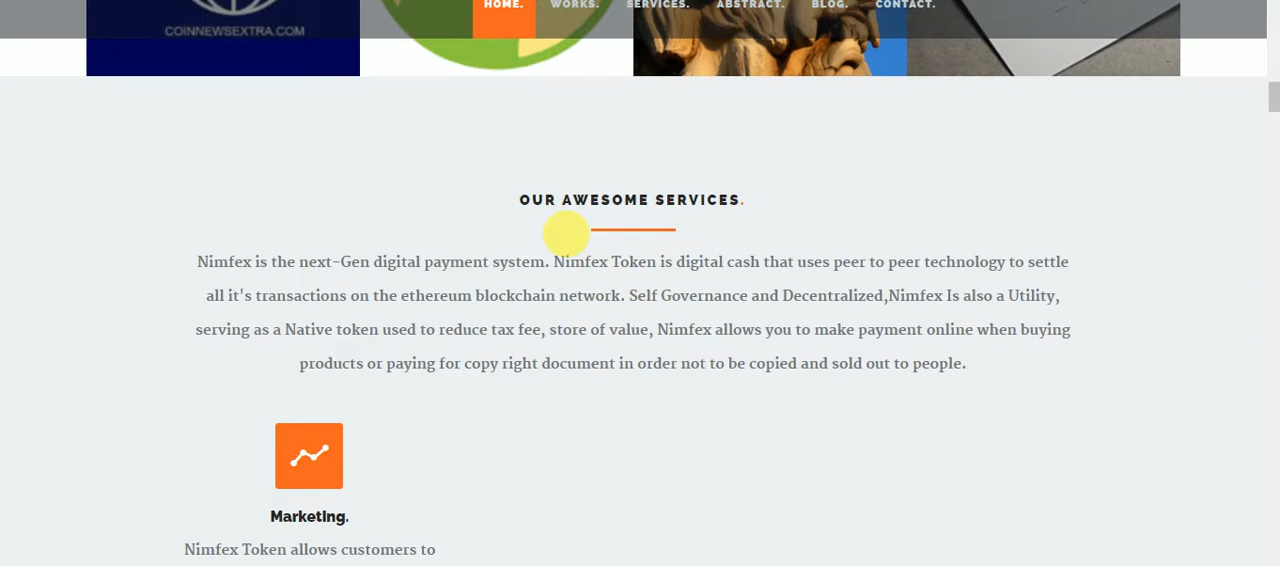 HOME. WORKS. SERVICES. ABSTRACT. BLOG. CONTACT.
COINNEWSEXTRA.COM
OUR AWESOME SERVICES.
Nimfex is the next-Gen digital payment system. Nimfex Token is digital cash that uses peer to peer technology to settle
all it's transactions on the ethereum blockchain network. Self Governance and Decentralized,Nimfex Is also a Utility,
serving as a Native token used to reduce tax fee, store of value, Nimfex allows you to make payment online when buying
products or paying for copy right document in order not to be copied and sold out to people.
Marketing.
Nimfex Token allows customers to